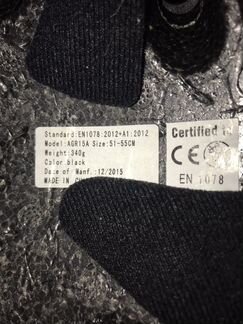 Standard:EN1078:2012+A1:2012
Model:AGR15A Size:51-55CM
Weight:340g
Color:black
Date of Manf.:12/2015
MADE IN
Certified
CE
EN 1078